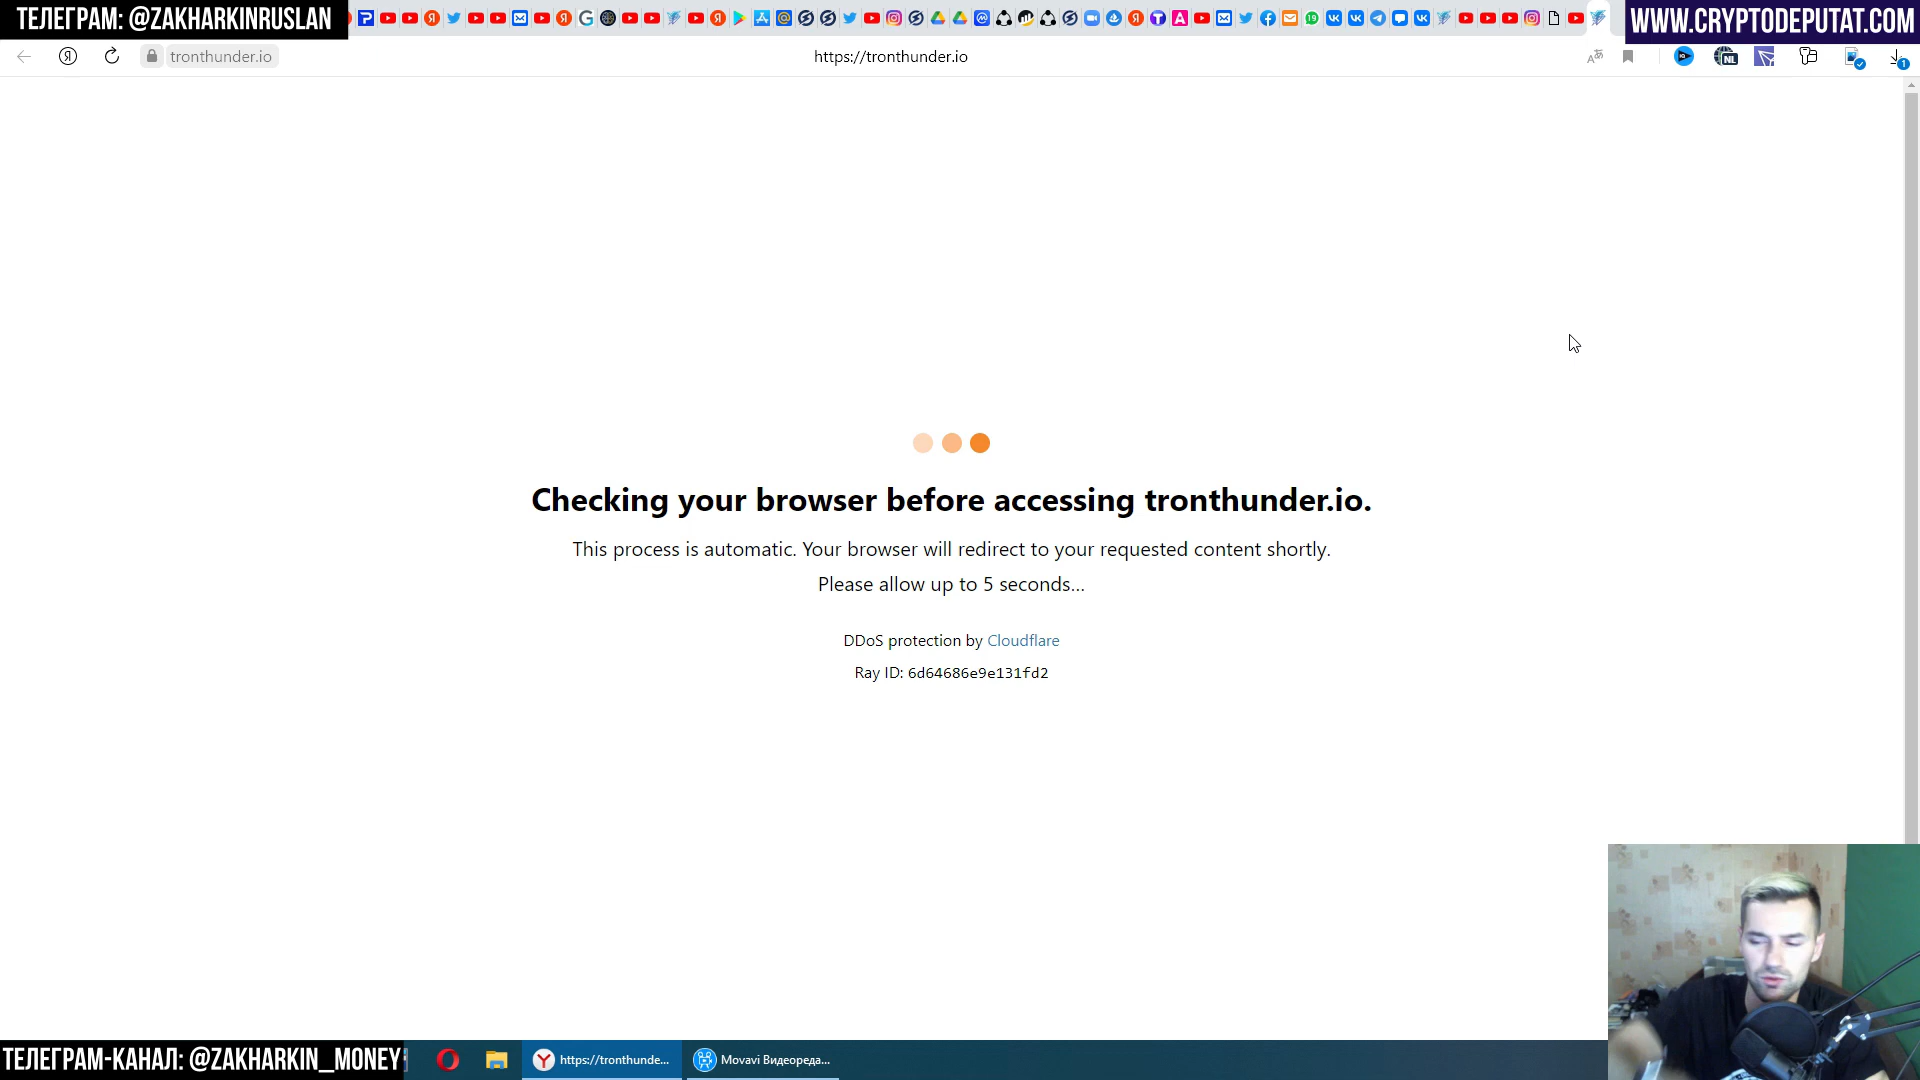 ТЕЛЕГРАМ: @ZAKHARKINRUSLAN
WWW.CRYPTODEPUTAT.COM
tronthunder.io
https://tronthunder.io
NL
1
Checking your browser before accessing tronthunder.io.
This process is automatic. Your browser will redirect to your requested content shortly.
Please allow up to 5 seconds...
DDoS protection by Cloudflare
Ray ID: 6d64686e9e131fd2
ТЕЛЕГРАМ-КАНАЛ: @ZAKHARKIN_MONEY
https://tronthunde...
Movavi Видеореда...